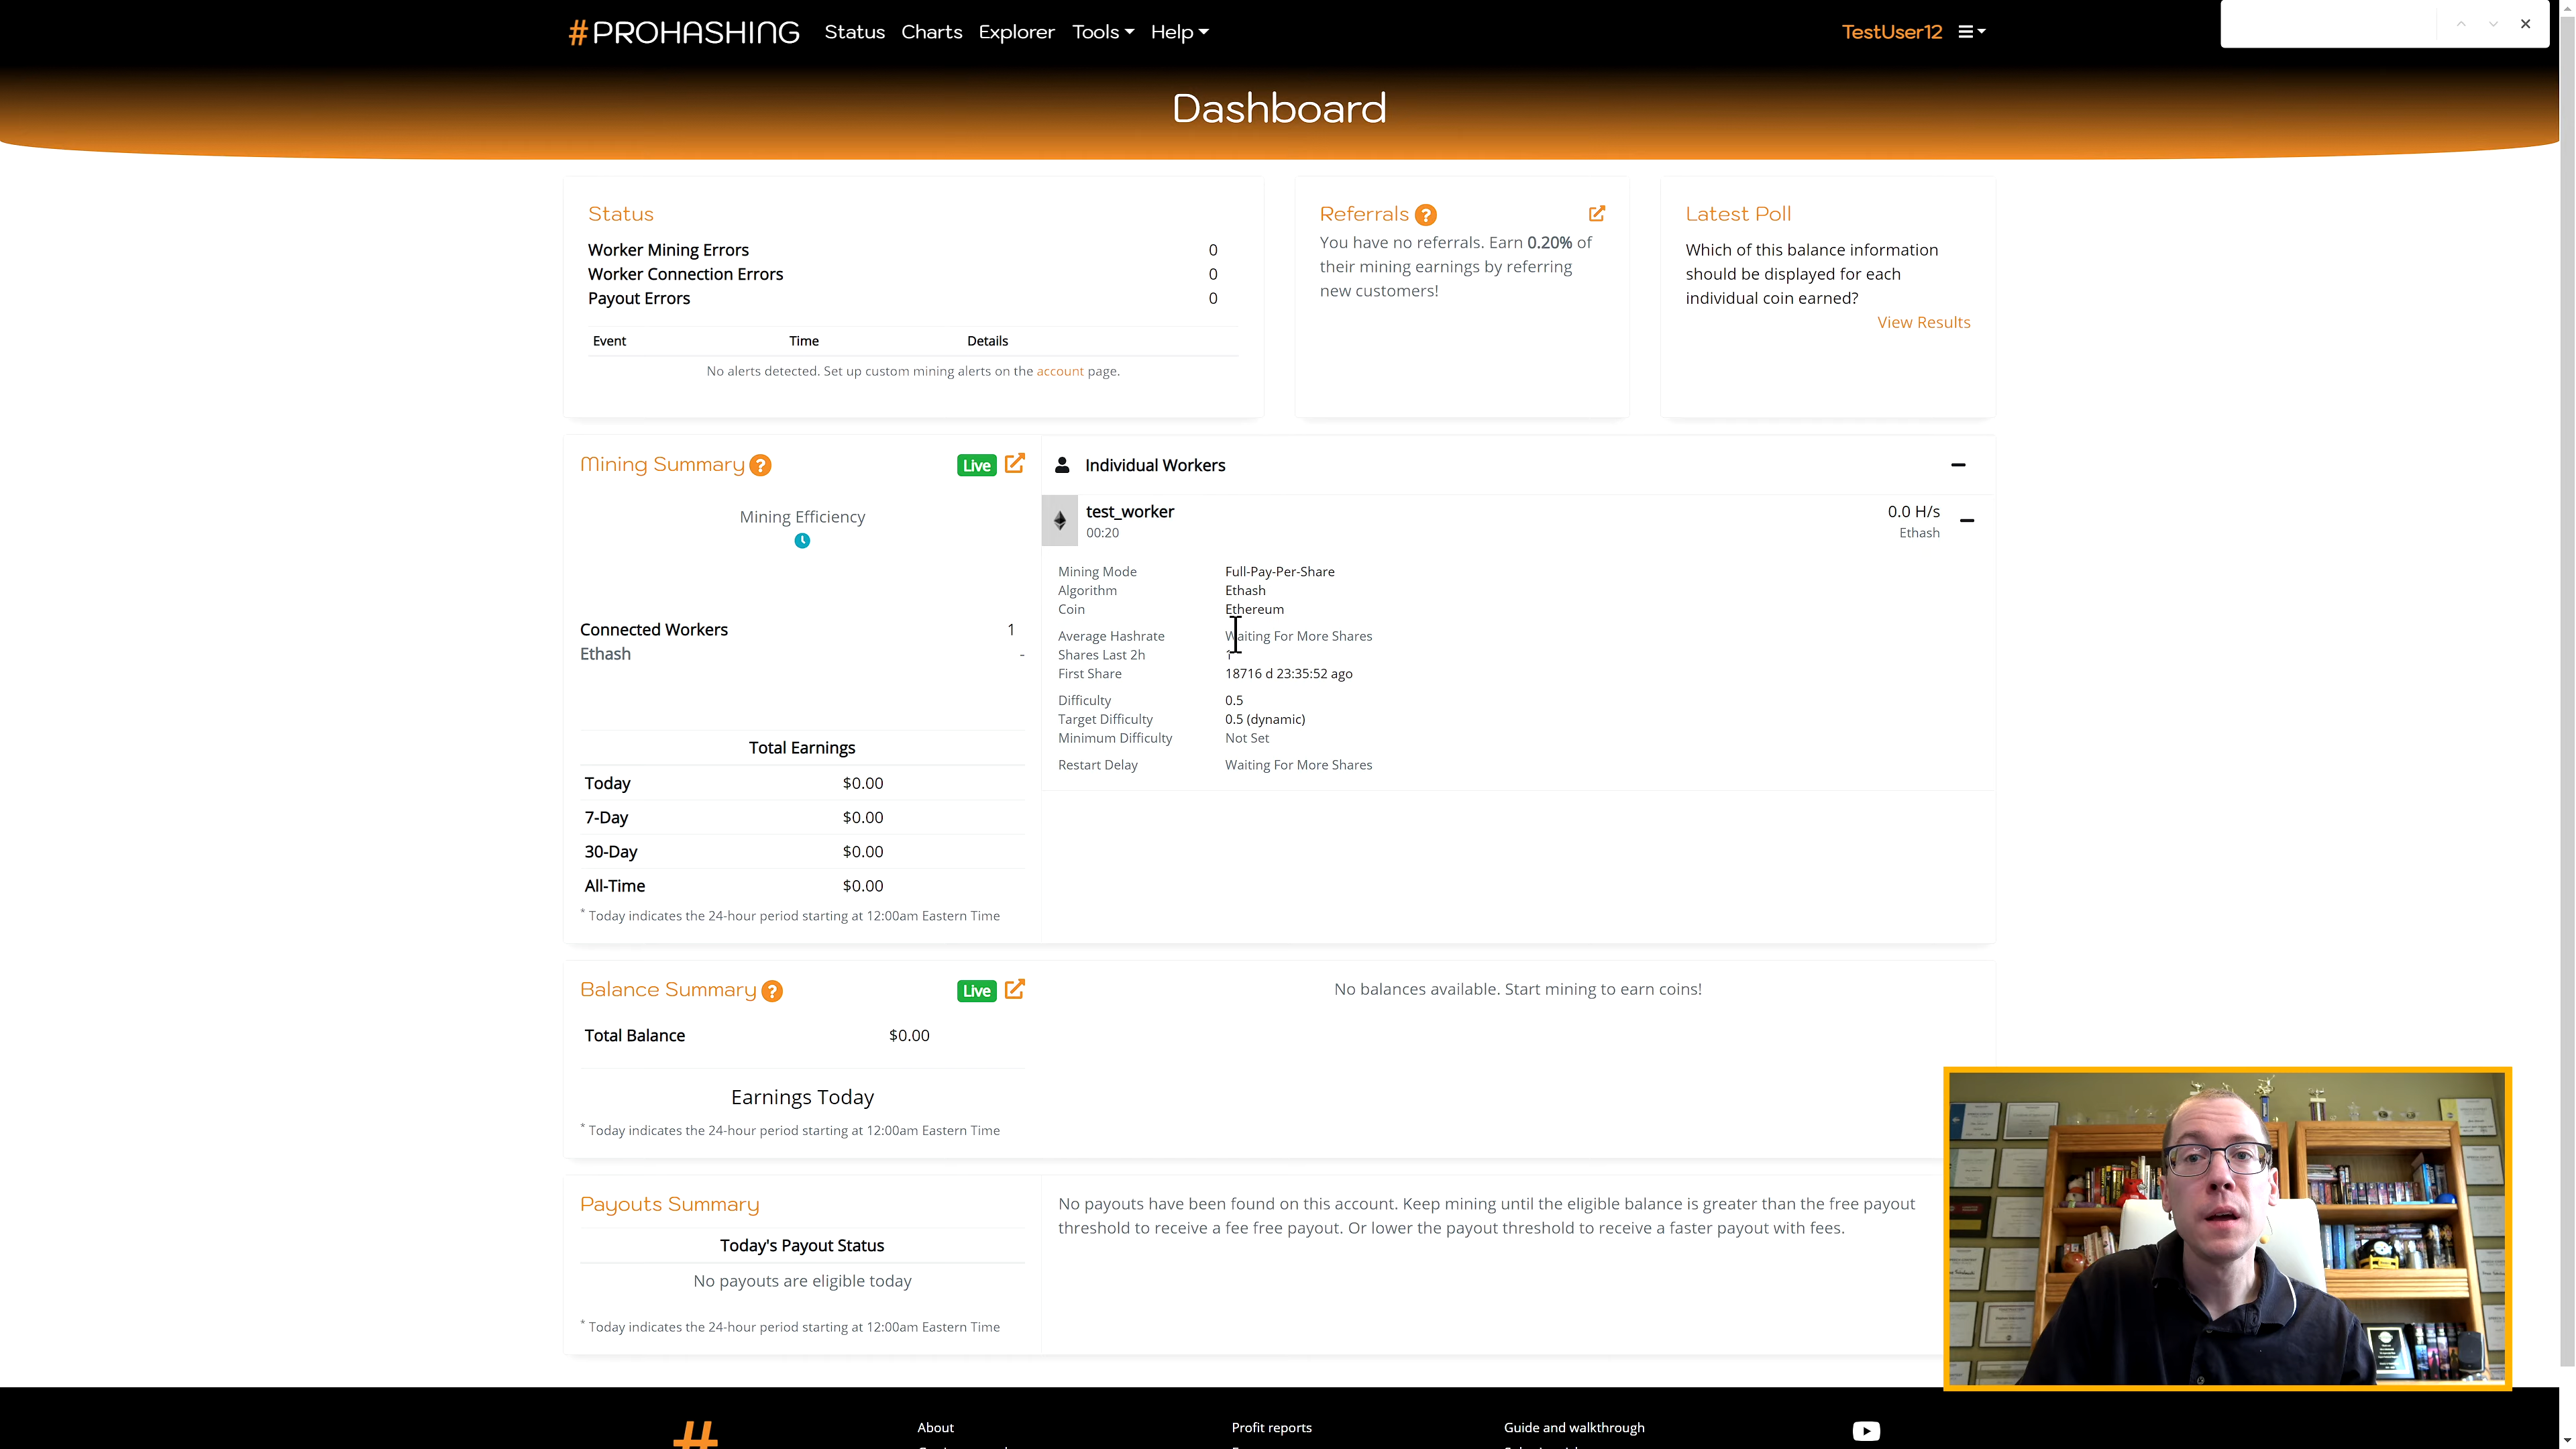 #PROHASHING Status Charts Explorer Tools Help TestUser12
Dashboard
Status
Worker Mining Errors 0
Worker Connection Errors 0
Payout Errors 0
Event Time Details
No alerts detected. Set up custom mining alerts on the account page.
Referrals ?
You have no referrals. Earn 0.20% of
their mining earnings by referring
new customers!
Latest Poll
Which of this balance information
should be displayed for each
individual coin earned?
View Results
Mining Summary ? Live
Mining Efficiency
Connected Workers 1
Ethash -
Total Earnings
Today $0.00
7-Day $0.00
30-Day $0.00
All-Time $0.00
* Today indicates the 24-hour period starting at 12:00am Eastern Time
Individual Workers
test_worker 0.0 H/s
00:20 Ethash
Mining Mode Full-Pay-Per-Share
Algorithm Ethash
Coin Ethereum
Average Hashrate Waiting For More Shares
Shares Last 2h 1
First Share 18716 d 23:35:52 ago
Difficulty 0.5
Target Difficulty 0.5 (dynamic)
Minimum Difficulty Not Set
Restart Delay Waiting For More Shares
Balance Summary ? Live
Total Balance $0.00
Earnings Today
* Today indicates the 24-hour period starting at 12:00am Eastern Time
No balances available. Start mining to earn coins!
Payouts Summary
Today's Payout Status
No payouts are eligible today
* Today indicates the 24-hour period starting at 12:00am Eastern Time
No payouts have been found on this account. Keep mining until the eligible balance is greater than the free payout
threshold to receive a fee free payout. Or lower the payout threshold to receive a faster payout with fees.
#
About Profit reports Guide and walkthrough